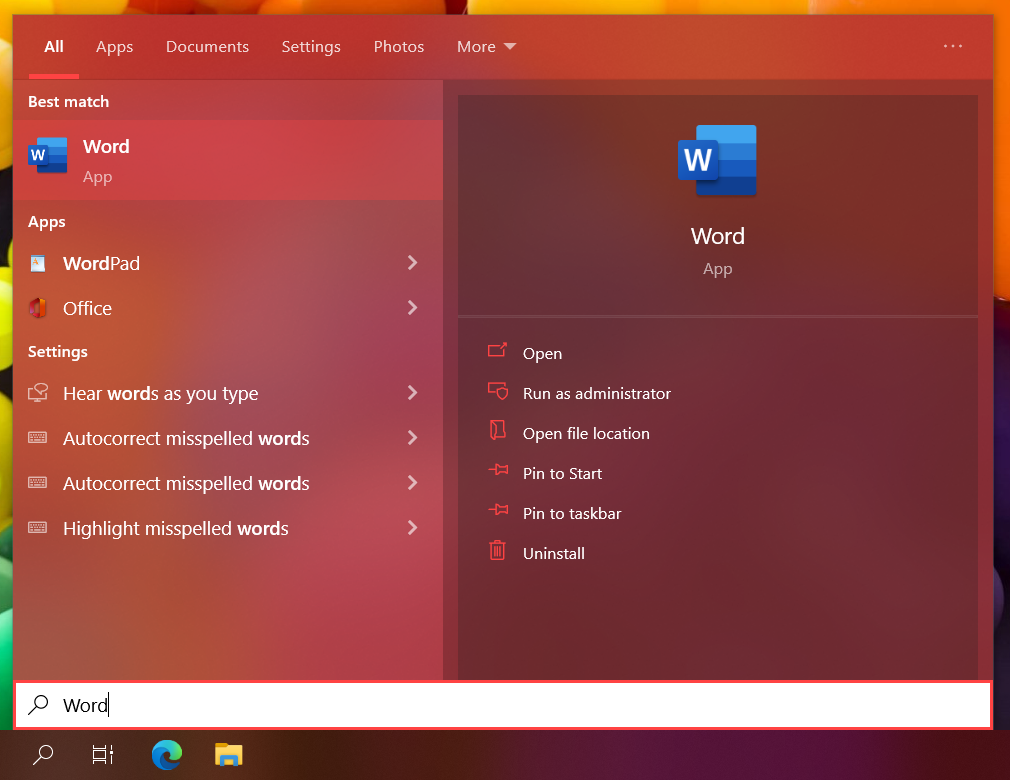 All Apps Documents Settings Photos More ...
Best match
W Word
App
Apps
WordPad
Office
Settings
Hear words as you type
Autocorrect misspelled words
Autocorrect misspelled words
Highlight misspelled words
W
Word
App
Open
Run as administrator
Open file location
Pin to Start
Pin to taskbar
Uninstall
Word